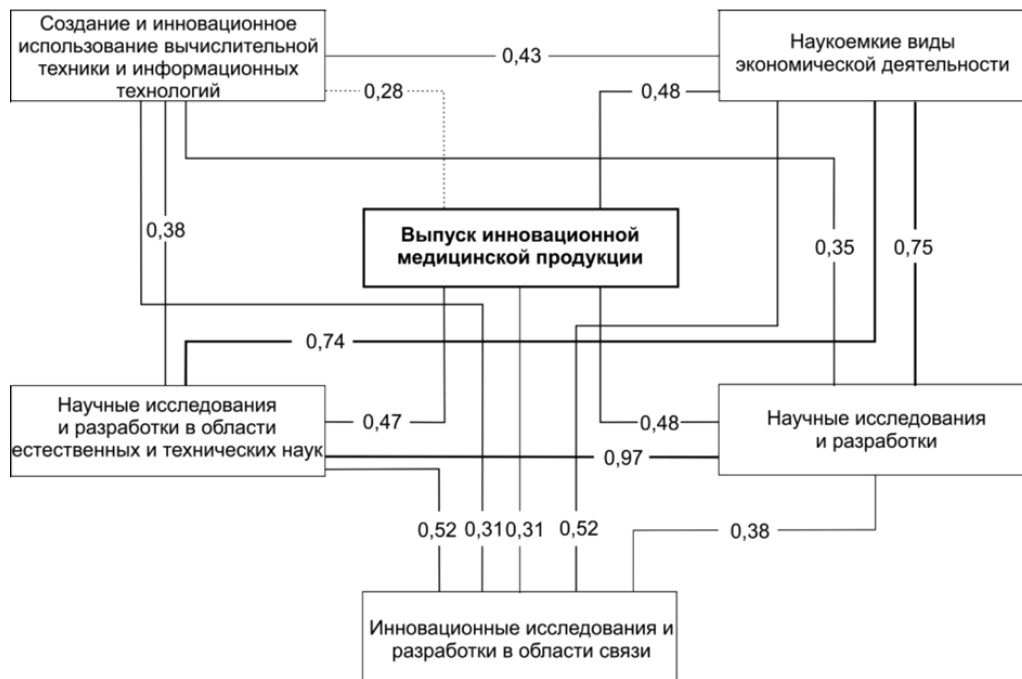 Создание и инновационное
использование вычислительной
техники и информационных
технологий
0,43
Наукоемкие виды
экономической деятельности
0,28
0,48
Выпуск инновационной
медицинской продукции
0,38
0,35
0,75
0,74
Научные исследования
и разработки в области
естественных и технических наук
0,47
0,48
Научные исследования
и разработки
0,97
0,52
0,31
0,31
0,52
0,38
Инновационные исследования и
разработки в области связи